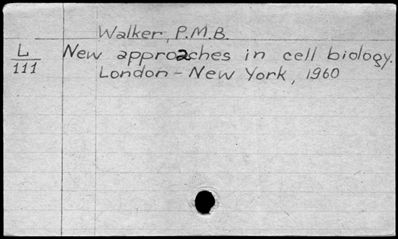 Walker, P.M.B.
L New approaches in cell biology.
111 London - New York, 1960